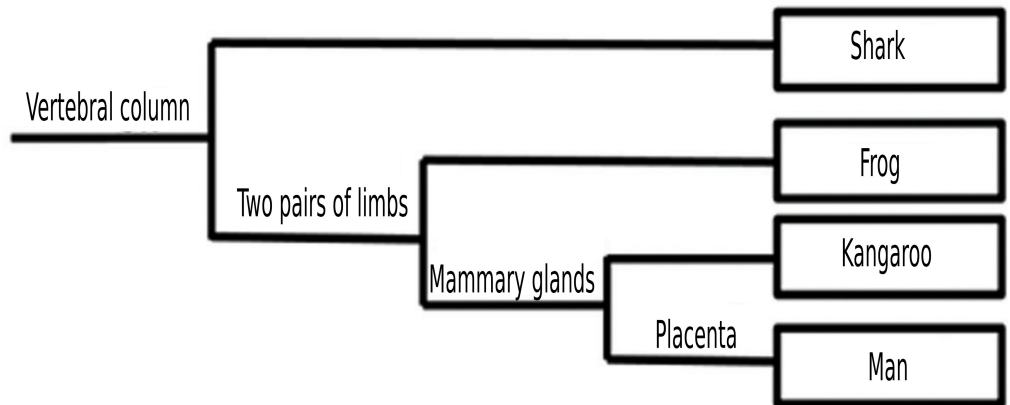 Shark
Vertebral column
Frog
Two pairs of limbs
Kangaroo
Mammary glands
Placenta
Man